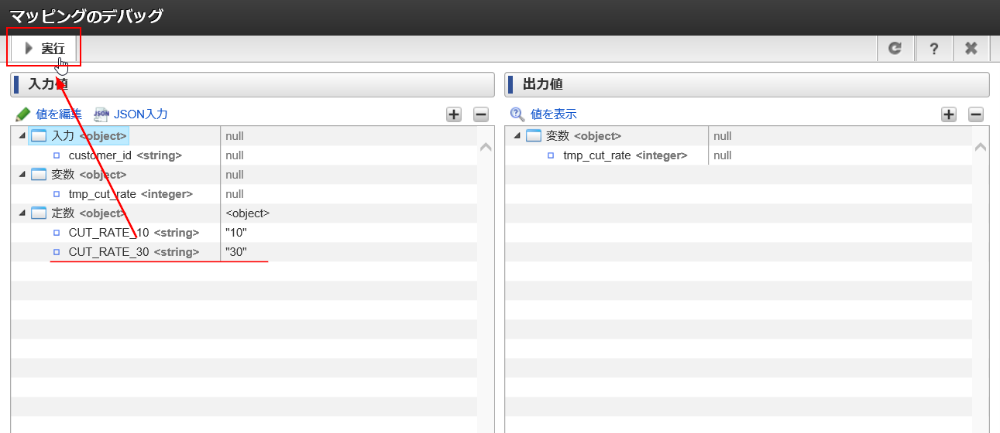 マッピングのデバッグ
実行
?
入力値
値を編集 JSON JSON入力
入力 <object> null
customer_id <string> null
変数 <object> null
tmp_cut_rate <integer> null
定数 <object> <object>
CUT_RATE_10 <string> "10"
CUT_RATE_30 <string> "30"
出力値
? 値を表示
変数 <object> null
tmp_cut_rate <integer> null